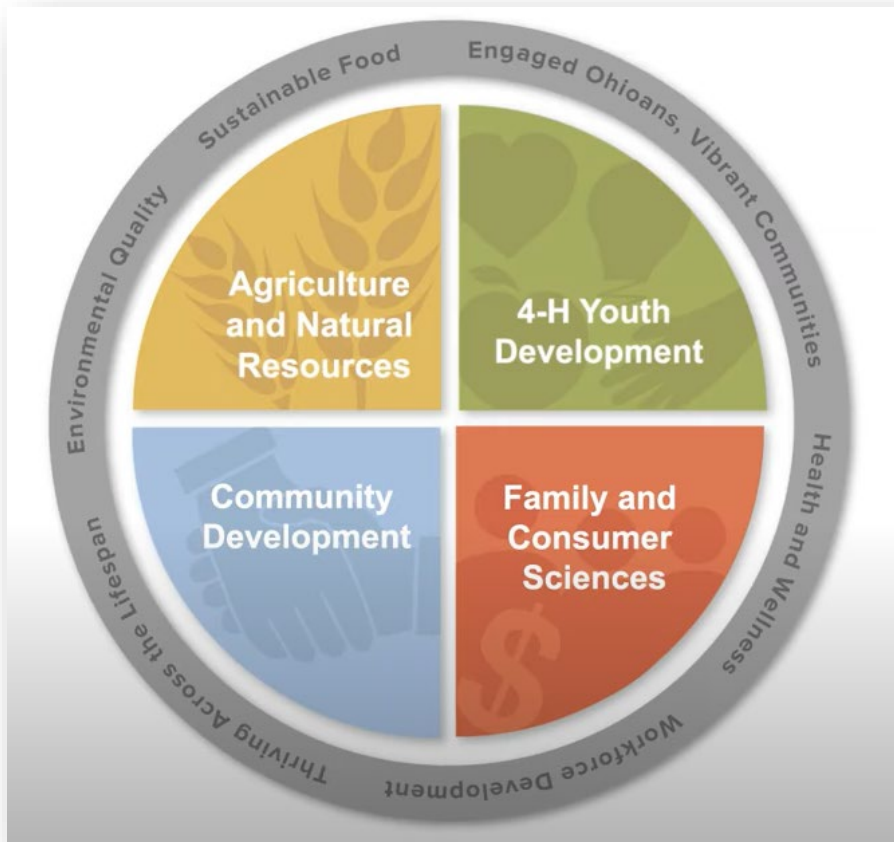 Sustainable Food
Engaged Ohioans, Vibrant Communities
Health and Wellness
Workforce Development
Thriving Across the Lifespan
Environmental Quality
Agriculture
and Natural
Resources
4-H Youth
Development
Community
Development
Family and
Consumer
Sciences